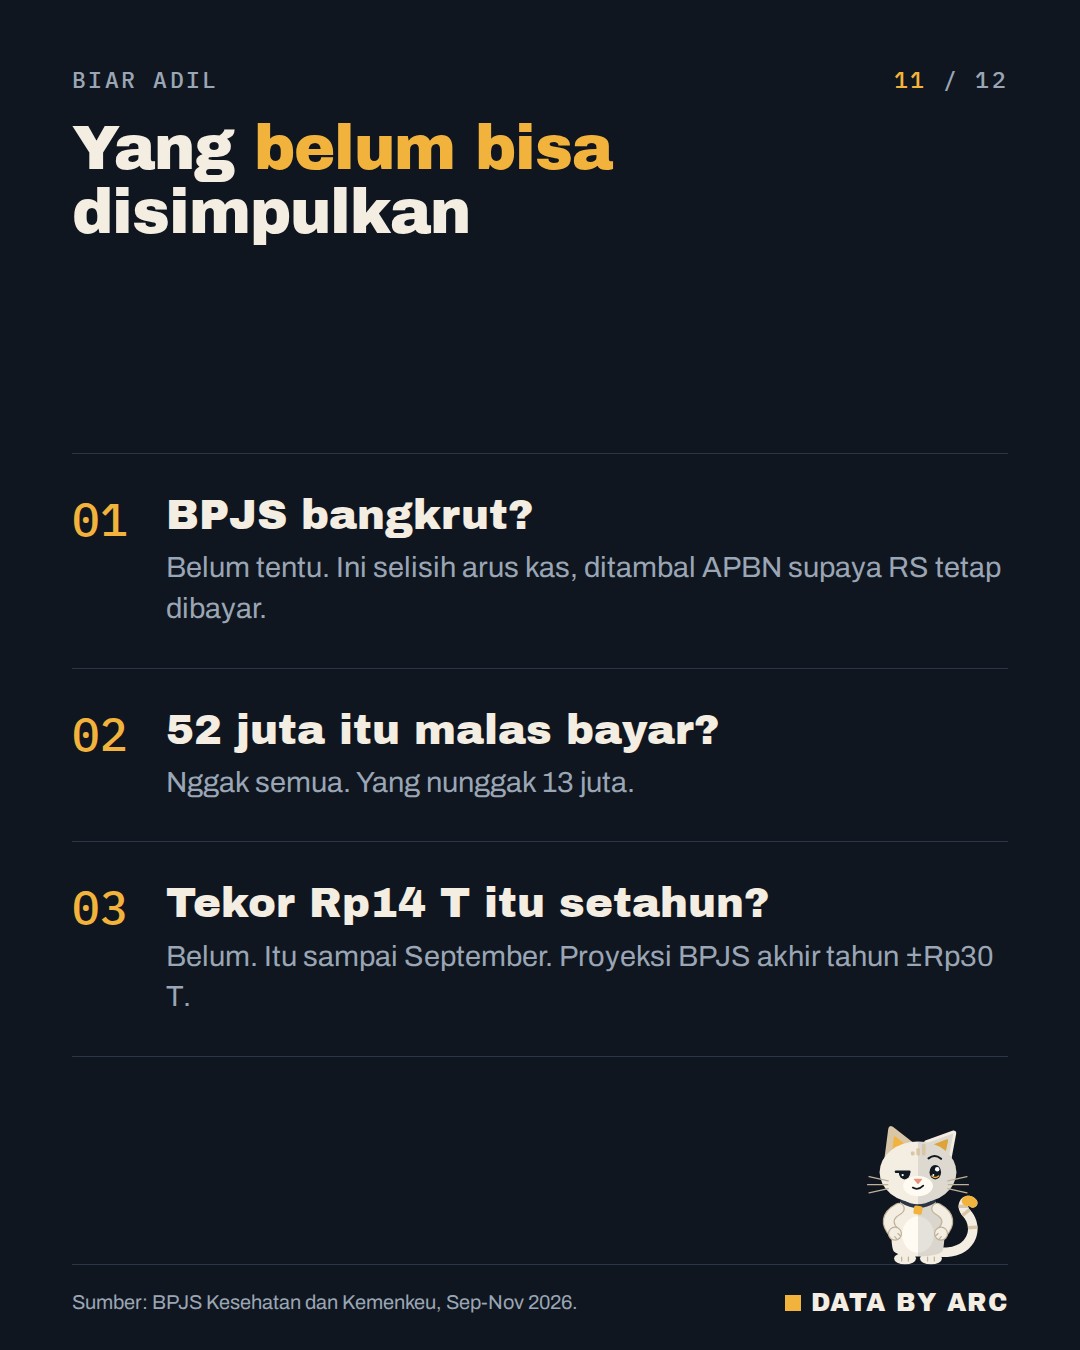 BIAR ADIL
11 / 12
Yang belum bisa
disimpulkan
01
BPJS bangkrut?
Belum tentu. Ini selisih arus kas, ditambal APBN supaya RS tetap
dibayar.
02
52 juta itu malas bayar?
Nggak semua. Yang nunggak 13 juta.
03
Tekor Rp14 T itu setahun?
Belum. Itu sampai September. Proyeksi BPJS akhir tahun ±Rp30
T.
Sumber: BPJS Kesehatan dan Kemenkeu, Sep-Nov 2026.
DATA BY ARC